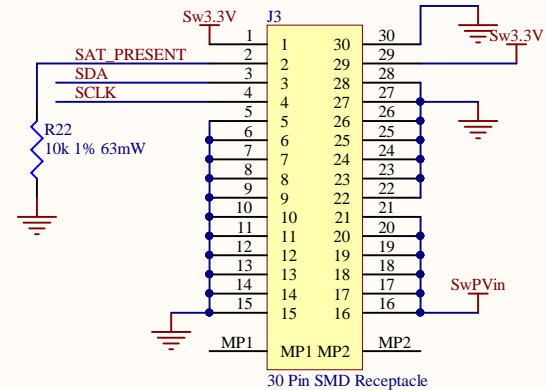 Sw3.3V
J3
1 1 30 30
Sw3.3V
SAT_PRESENT 2 2 29 29
SDA 3 3 28 28
SCLK 4 4 27 27
5 5 26 26
R22
10k 1% 63mW
6 6 25 25
7 7 24 24
8 8 23 23
9 9 22 22
10 10 21 21
11 11 20 20
12 12 19 19
13 13 18 18
14 14 17 17
SwPVin
15 15 16 16
MP1 MP1 MP2 MP2
30 Pin SMD Receptacle